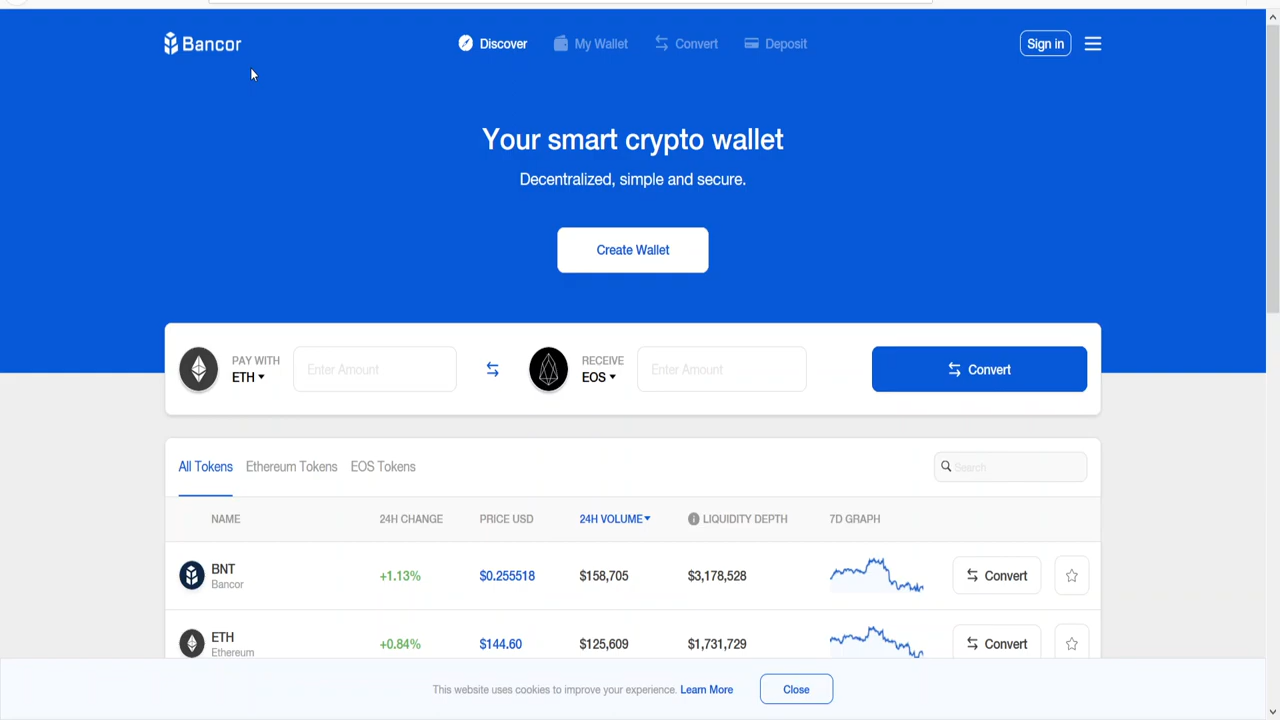 Bancor
Discover My Wallet Convert Deposit
Sign in
Your smart crypto wallet
Decentralized, simple and secure.
Create Wallet
PAY WITH
ETH
Enter Amount
RECEIVE
EOS
Enter Amount
Convert
All Tokens Ethereum Tokens EOS Tokens
Search
NAME 24H CHANGE PRICE USD 24H VOLUME LIQUIDITY DEPTH 7D GRAPH
BNT
Bancor
+1.13% $0.255518 $158,705 $3,178,528 Convert
ETH
Ethereum
+0.84% $144.60 $125,609 $1,731,729 Convert
This website uses cookies to improve your experience. Learn More Close